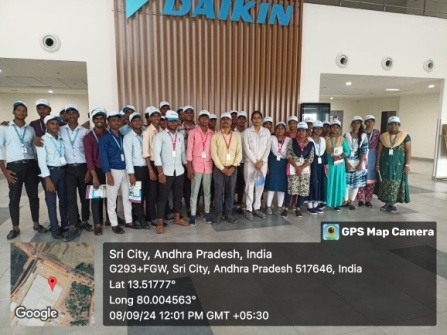 DAIKIN
GPS Map Camera
Sri City, Andhra Pradesh, India
G293+FGW, Sri City, Andhra Pradesh 517646, India
Lat 13.51777°
Long 80.004563°
08/09/24 12:01 PM GMT +05:30
Google